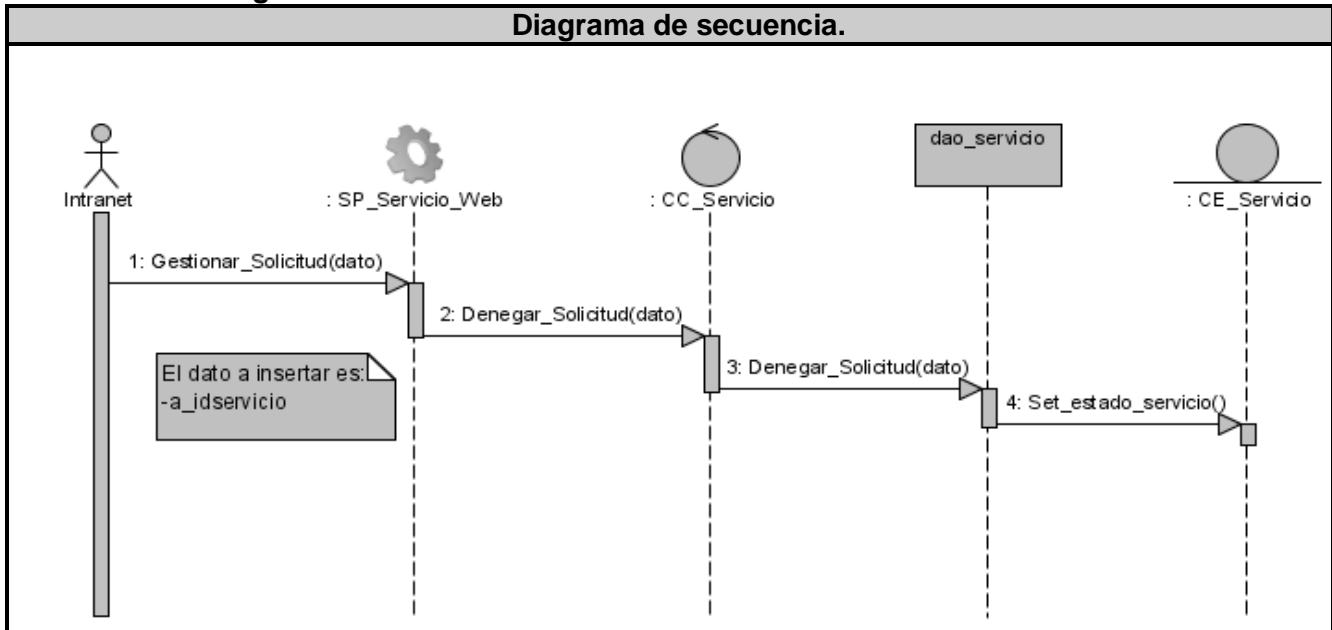 Diagrama de secuencia.
dao_servicio
Intranet
: SP_Servicio_Web
: CC_Servicio
: CE_Servicio
1: Gestionar_Solicitud(dato)
2: Denegar_Solicitud(dato)
El dato a insertar es:
-a_idservicio
3: Denegar_Solicitud(dato)
4: Set_estado_servicio()